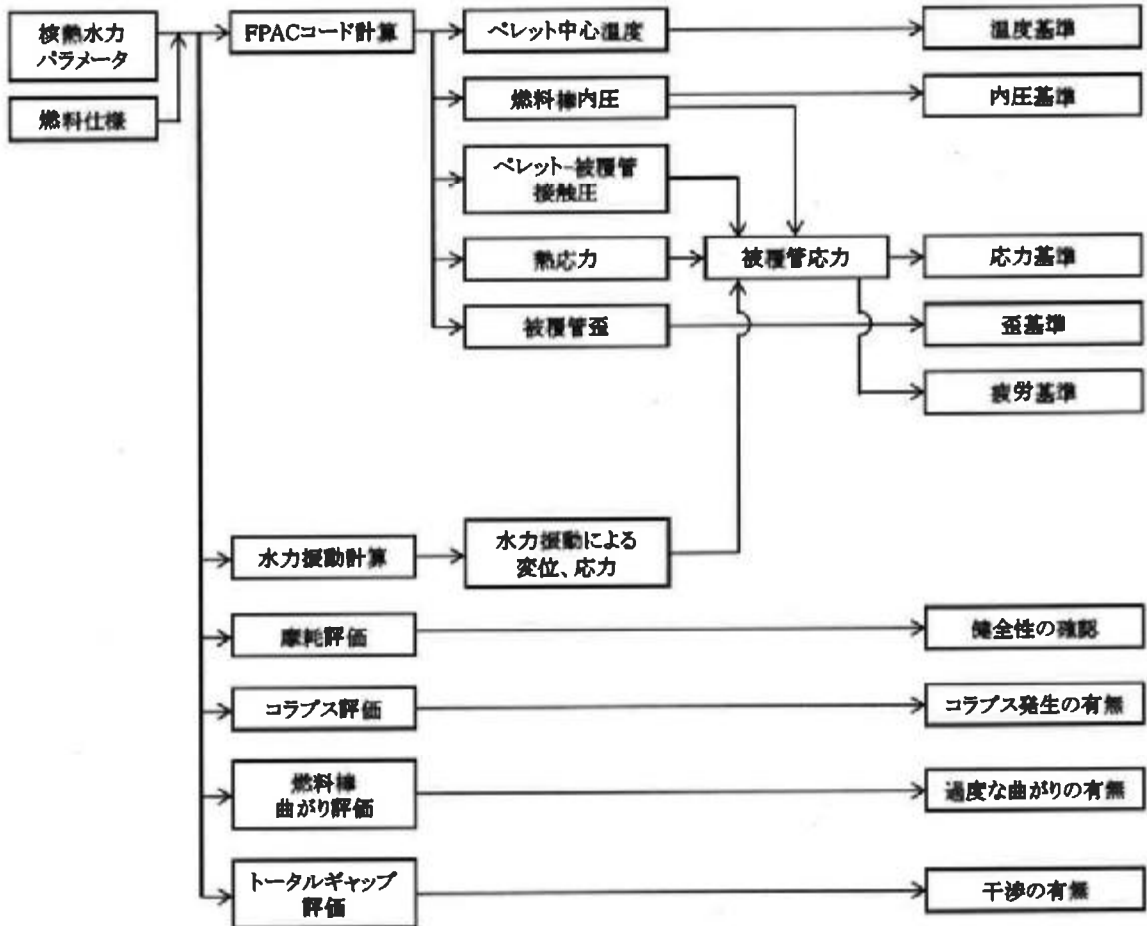 核熱水力
パラメータ
燃料仕様
FPACコード計算
ペレット中心温度
温度基準
燃料棒内圧
内圧基準
ペレット-被覆管
接触圧
熱応力
被覆管応力
応力基準
被覆管歪
歪基準
疲労基準
水力振動計算
水力振動による
変位、応力
摩耗評価
健全性の確認
コラプス評価
コラプス発生の有無
燃料棒
曲がり評価
過度な曲がりの有無
トータルギャップ
評価
干渉の有無